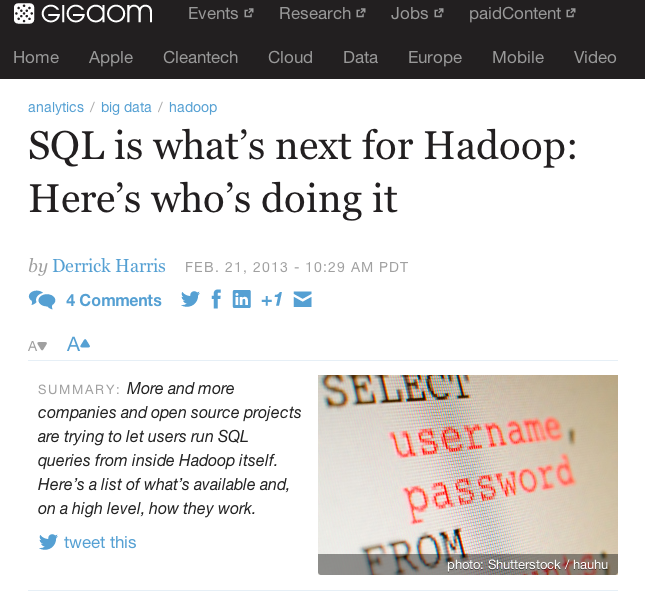 GIGAOM
Events Research Jobs paidContent
Home Apple Cleantech Cloud Data Europe Mobile Video
analytics / big data / hadoop
SQL is what’s next for Hadoop:
Here’s who’s doing it
by Derrick Harris FEB. 21, 2013 - 10:29 AM PDT
4 Comments +1
A A
SUMMARY: More and more
companies and open source projects
are trying to let users run SQL
queries from inside Hadoop itself.
Here’s a list of what’s available and,
on a high level, how they work.
tweet this
SELECT
username,
password
FROM
photo: Shutterstock / hauhu